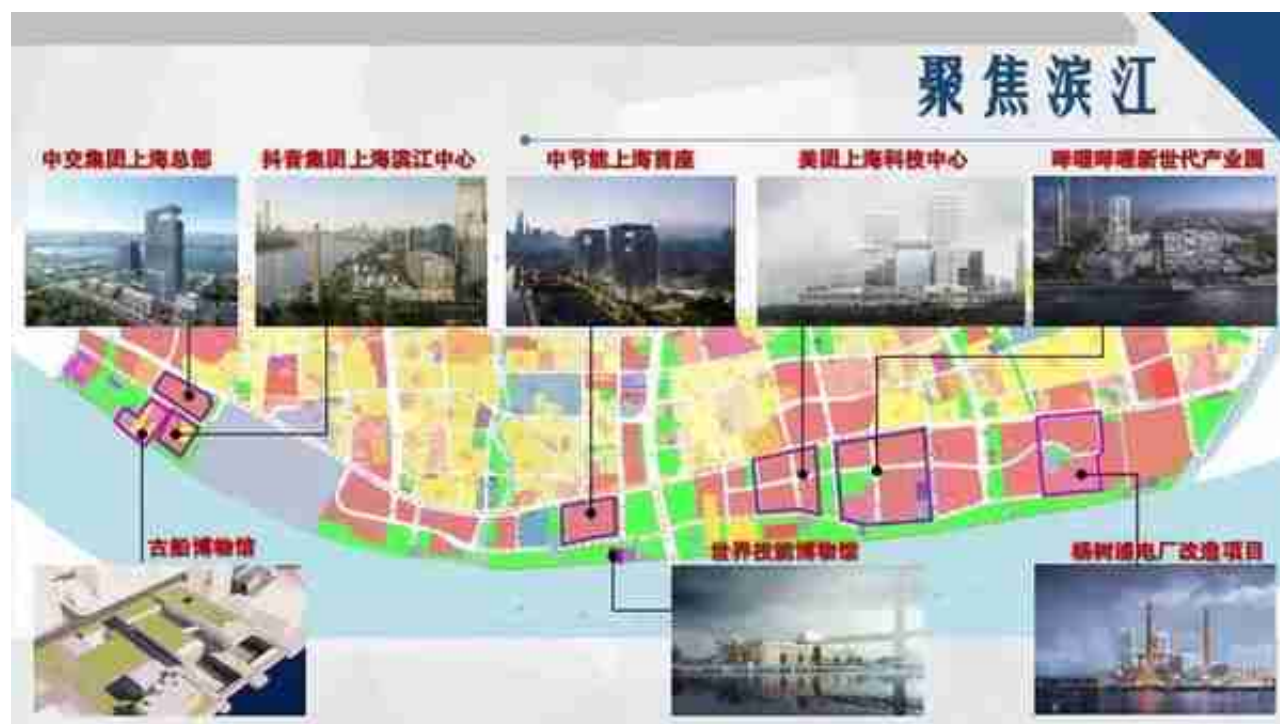 聚焦滨江
中交集团上海总部
抖音集团上海滨江中心
中节能上海首座
美团上海科技中心
哔哩哔哩新世代产业园
古船博物馆
世界技能博物馆
杨树浦电厂改造项目